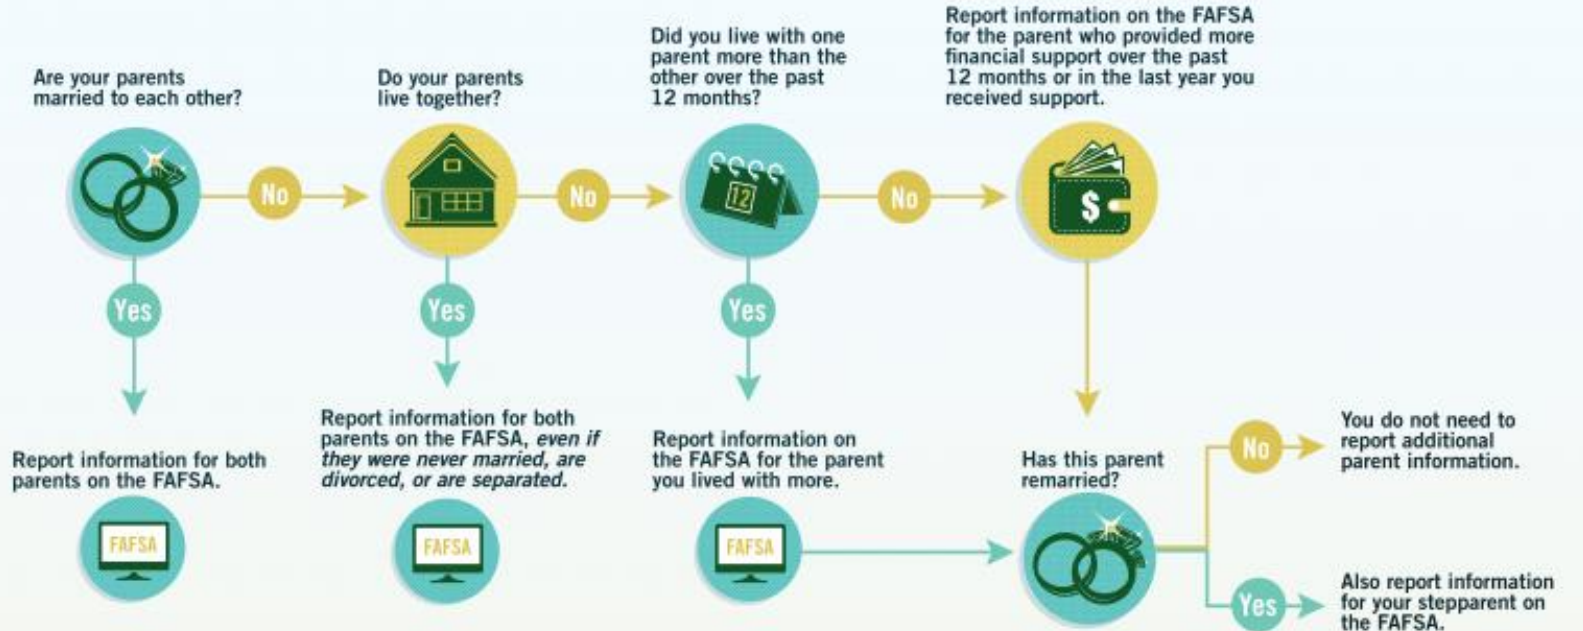 Are your parents
married to each other?
No
Do your parents
live together?
No
Did you live with one
parent more than the
other over the past
12 months?
12
No
Report information on the FAFSA
for the parent who provided more
financial support over the past
12 months or in the last year you
received support.
$
Yes
Yes
Yes
Report information for both
parents on the FAFSA.
FAFSA
Report information for both
parents on the FAFSA, even if
they were never married, are
divorced, or are separated.
FAFSA
Report information on
the FAFSA for the parent
you lived with more.
FAFSA
Has this parent
remarried?
No
You do not need to
report additional
parent information.
Yes
Also report information
for your stepparent on
the FAFSA.